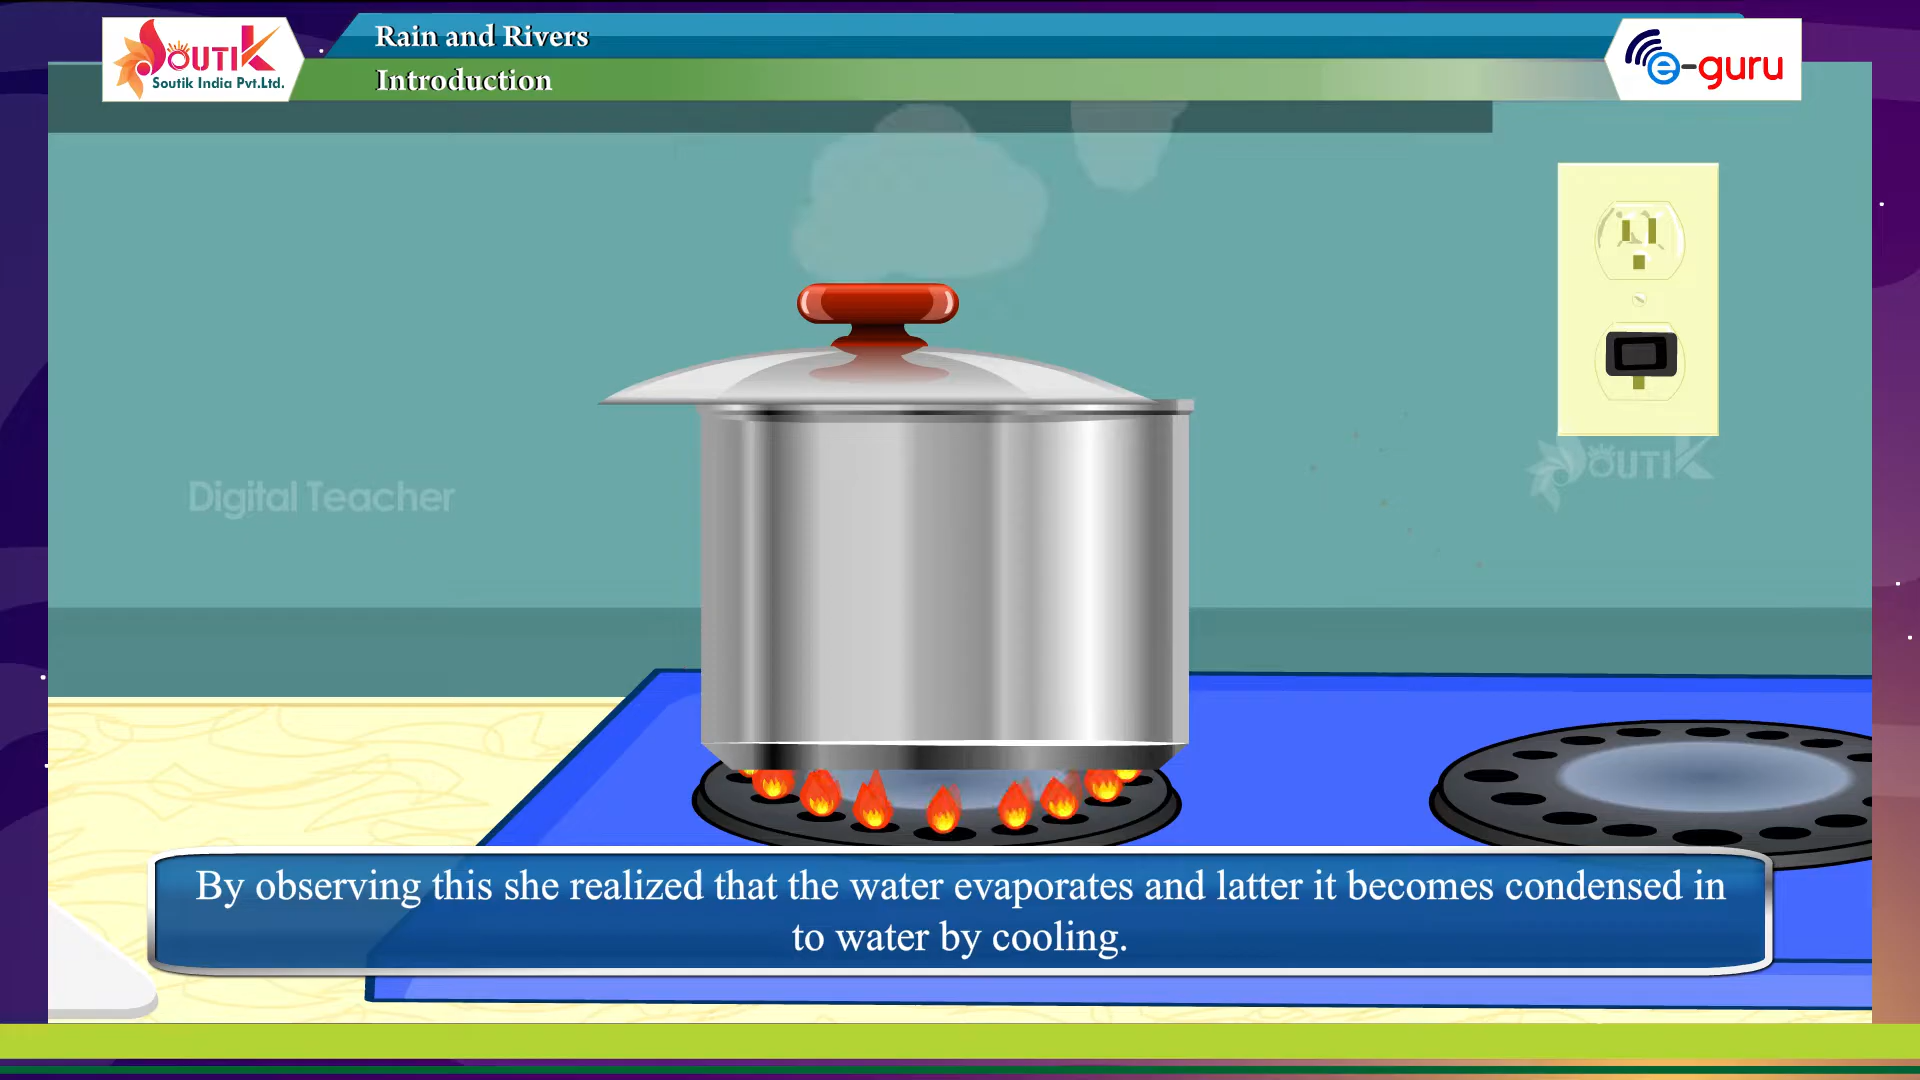 SOUTIK
Soutik India Pvt.Ltd.
Rain and Rivers
Introduction
e-guru
Digital Teacher
SOUTIK
By observing this she realized that the water evaporates and latter it becomes condensed in
to water by cooling.